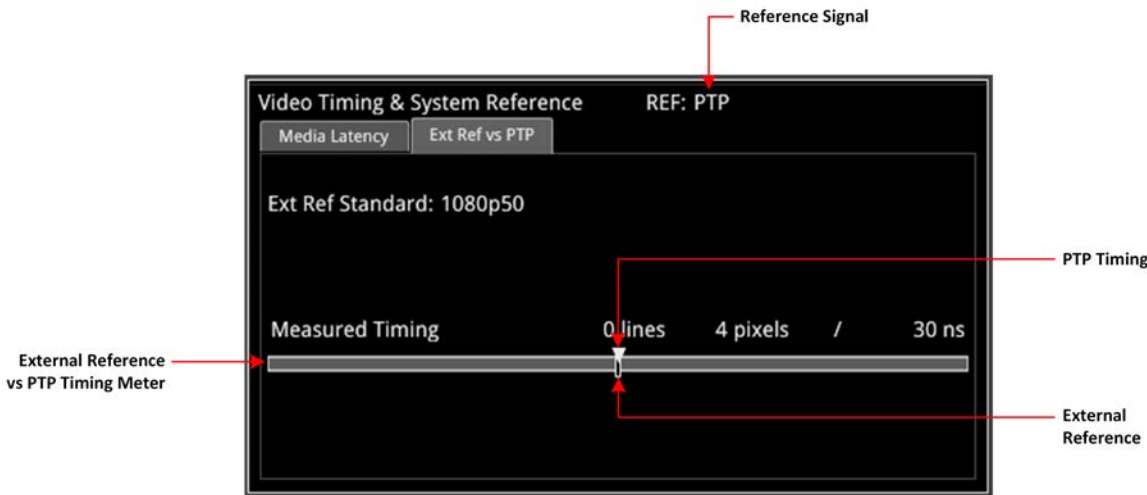 Reference Signal
Video Timing & System Reference REF: PTP
Media Latency Ext Ref vs PTP
Ext Ref Standard: 1080p50
PTP Timing
Measured Timing 0 lines 4 pixels / 30 ns
External Reference
vs PTP Timing Meter
External
Reference